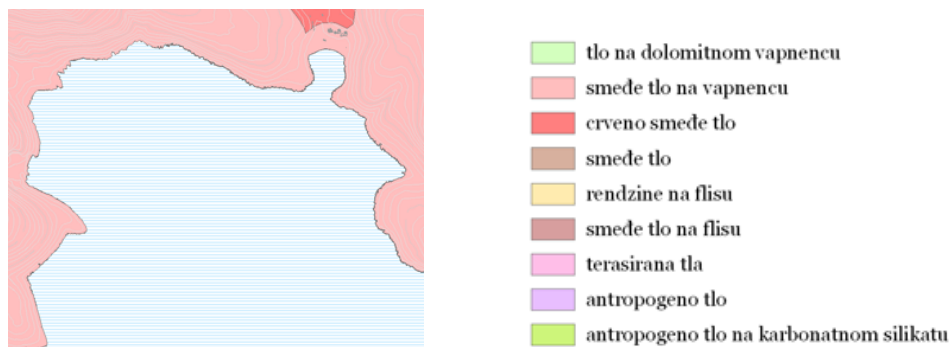 tlo na dolomitnom vapnencu
smeđe tlo na vapnencu
crveno smeđe tlo
smeđe tlo
rendzine na flisu
smeđe tlo na flisu
terasirana tla
antropogeno tlo
antropogeno tlo na karbonatnom silikatu